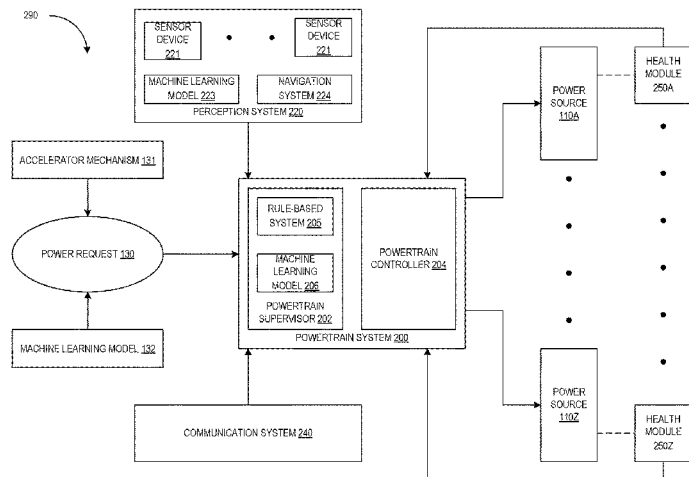 290
SENSOR
DEVICE
221
SENSOR
DEVICE
221
MACHINE LEARNING
MODEL 223
NAVIGATION
SYSTEM 224
PERCEPTION SYSTEM 220
POWER
SOURCE
110A
HEALTH
MODULE
250A
ACCELERATOR MECHANISM 131
POWER REQUEST 130
MACHINE LEARNING MODEL 132
RULE-BASED
SYSTEM 205
MACHINE
LEARNING
MODEL 206
POWERTRAIN
SUPERVISOR 202
POWERTRAIN
CONTROLLER 204
POWERTRAIN SYSTEM 200
COMMUNICATION SYSTEM 240
POWER
SOURCE
110Z
HEALTH
MODULE
250Z